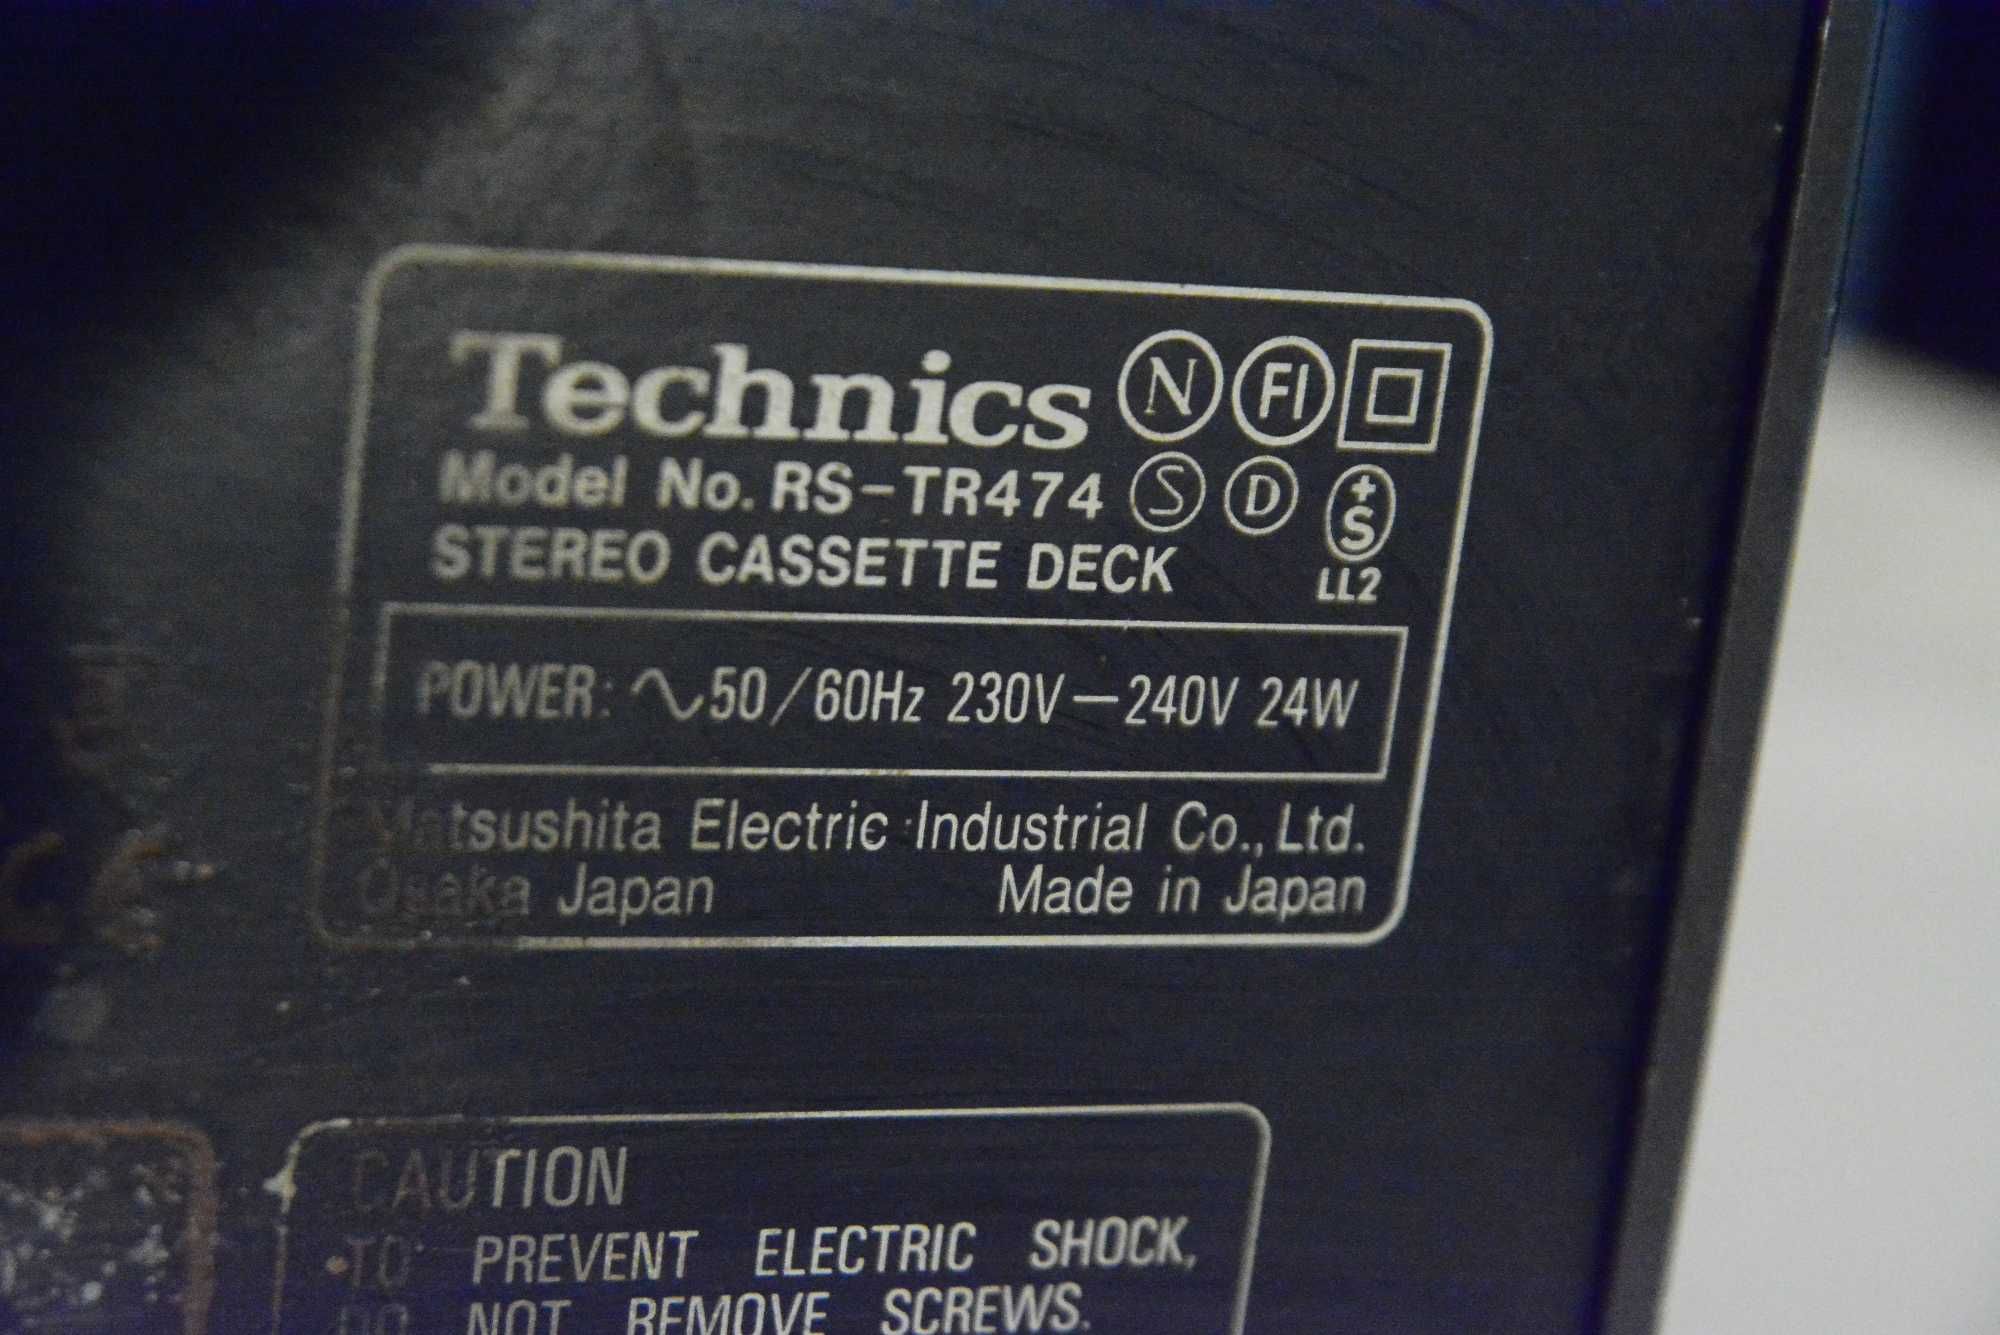 Technics N FI
Model No. RS-TR474 S D +S
STEREO CASSETTE DECK LL2
POWER: ∿50/60Hz 230V—240V 24W
Matsushita Electric Industrial Co., Ltd.
Osaka Japan Made in Japan
CAUTION
•TO PREVENT ELECTRIC SHOCK,
DO NOT REMOVE SCREWS.